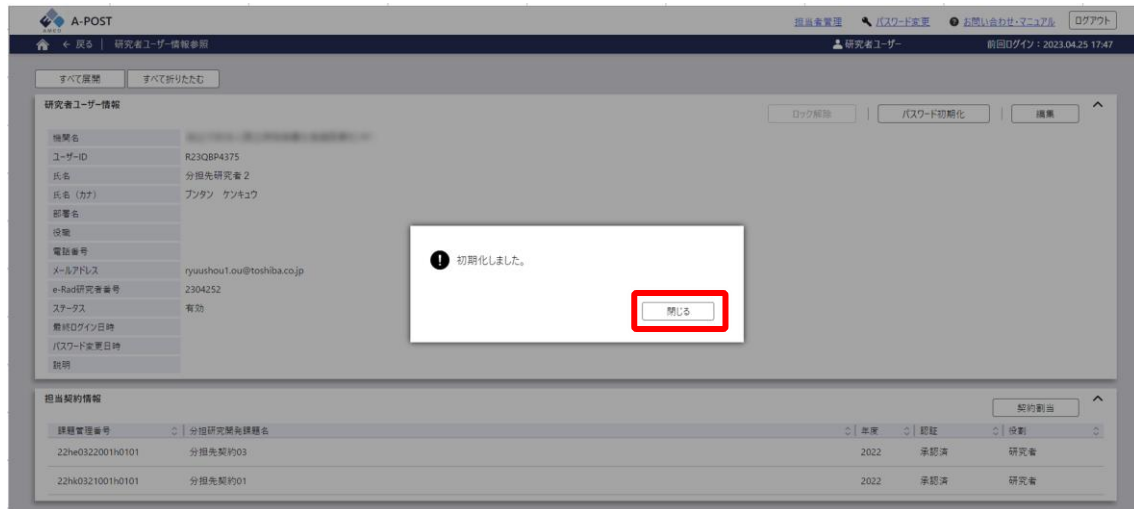 AMED A-POST 担当者管理 パスワード変更 お問い合わせ・マニュアル ログアウト
← 戻る | 研究者ユーザー情報参照 研究者ユーザー 前回ログイン：2023.04.25 17:47
すべて展開 すべて折りたたむ
研究者ユーザー情報 ロック解除 | パスワード初期化 | 編集
機関名
ユーザーID R23QBP4375
氏名 分担先研究者２
氏名（カナ） ブンタン　ケンキュウ
部署名
役職
電話番号
メールアドレス ryuushou1.ou@toshiba.co.jp
e-Rad研究者番号 2304252
ステータス 有効
最終ログイン日時
パスワード変更日時
説明
初期化しました。
閉じる
担当契約情報 契約割当
課題管理番号 分担研究開発課題名 年度 認証 役割
22he0322001h0101 分担先契約03 2022 承認済 研究者
22hk0321001h0101 分担先契約01 2022 承認済 研究者